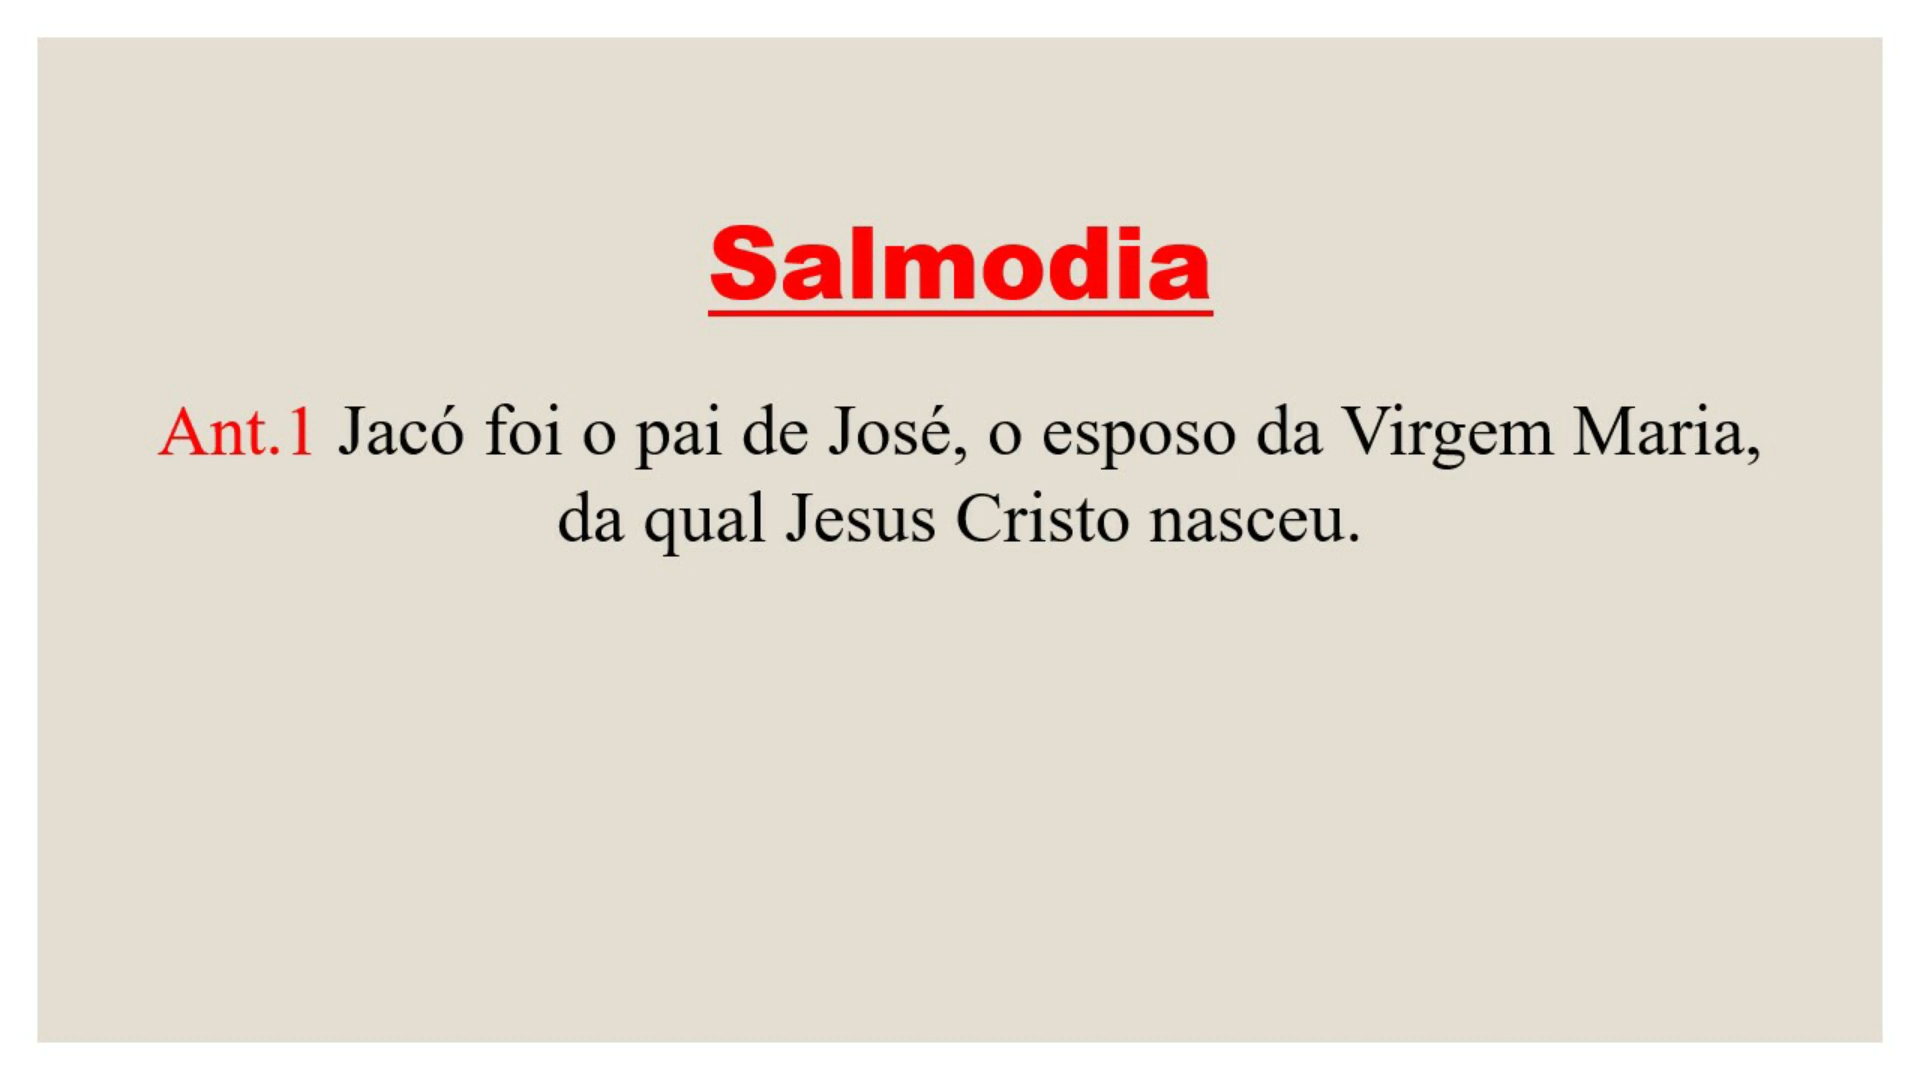 Salmodia
Ant.1 Jacó foi o pai de José, o esposo da Virgem Maria,
da qual Jesus Cristo nasceu.